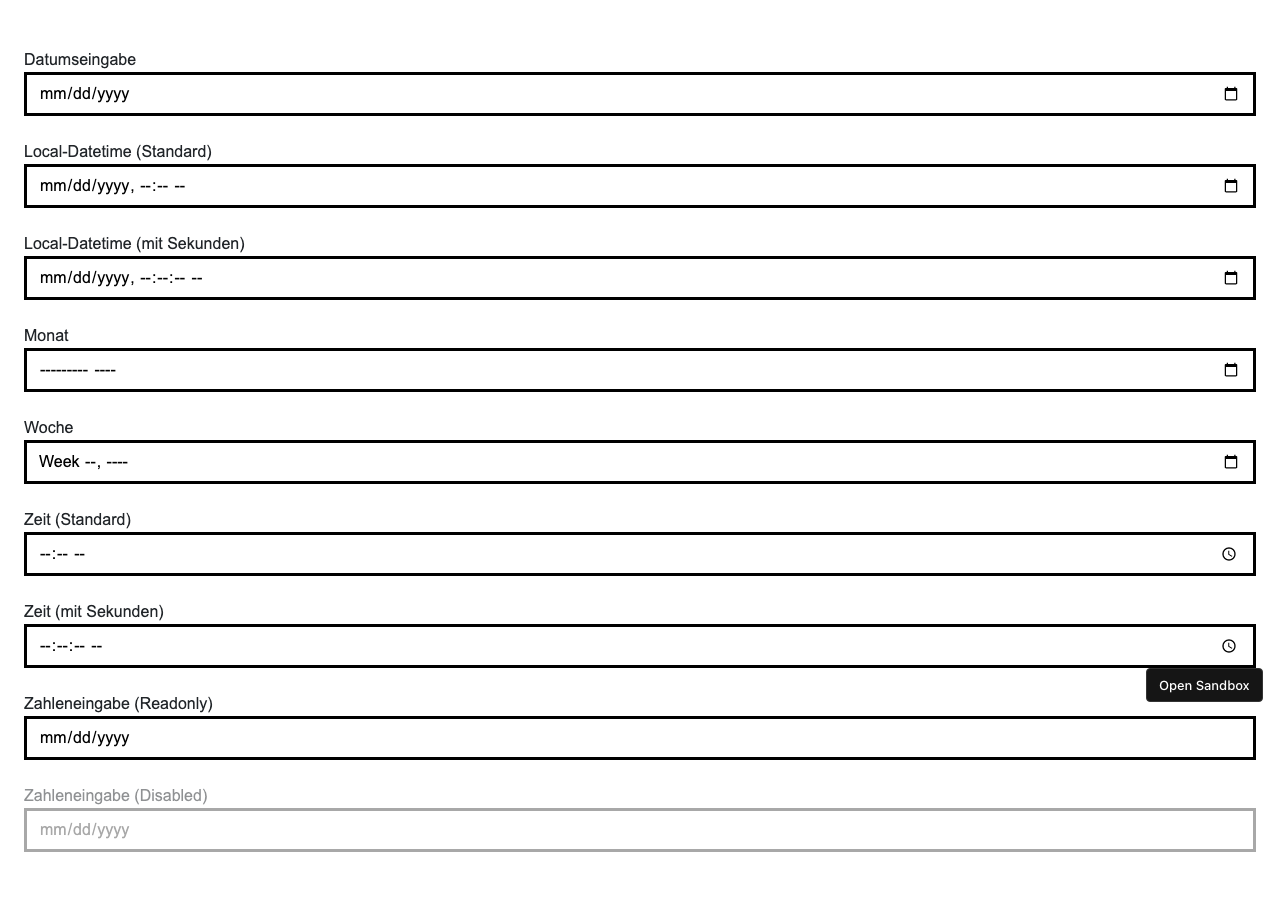 Datumseingabe
mm/dd/yyyy
Local-Datetime (Standard)
mm/dd/yyyy, --:-- --
Local-Datetime (mit Sekunden)
mm/dd/yyyy, --:--:-- --
Monat
--------- ----
Woche
Week --, ----
Zeit (Standard)
--:-- --
Zeit (mit Sekunden)
--:--:-- --
Open Sandbox
Zahleneingabe (Readonly)
mm/dd/yyyy
Zahleneingabe (Disabled)
mm/dd/yyyy